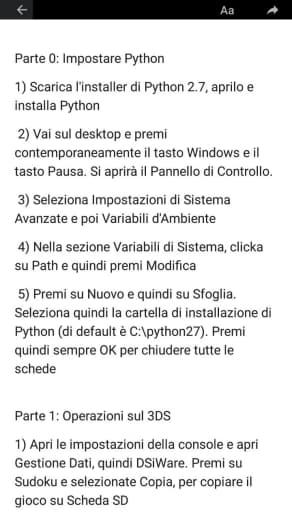 Aa
Parte 0: Impostare Python
1) Scarica l'installer di Python 2.7, aprilo e
installa Python
2) Vai sul desktop e premi
contemporaneamente il tasto Windows e il
tasto Pausa. Si aprirà il Pannello di Controllo.
3) Seleziona Impostazioni di Sistema
Avanzate e poi Variabili d'Ambiente
4) Nella sezione Variabili di Sistema, clicka
su Path e quindi premi Modifica
5) Premi su Nuovo e quindi su Sfoglia.
Seleziona quindi la cartella di installazione di
Python (di default è C:\python27). Premi
quindi sempre OK per chiudere tutte le
schede
Parte 1: Operazioni sul 3DS
1) Apri le impostazioni della console e apri
Gestione Dati, quindi DSiWare. Premi su
Sudoku e selezionate Copia, per copiare il
gioco su Scheda SD